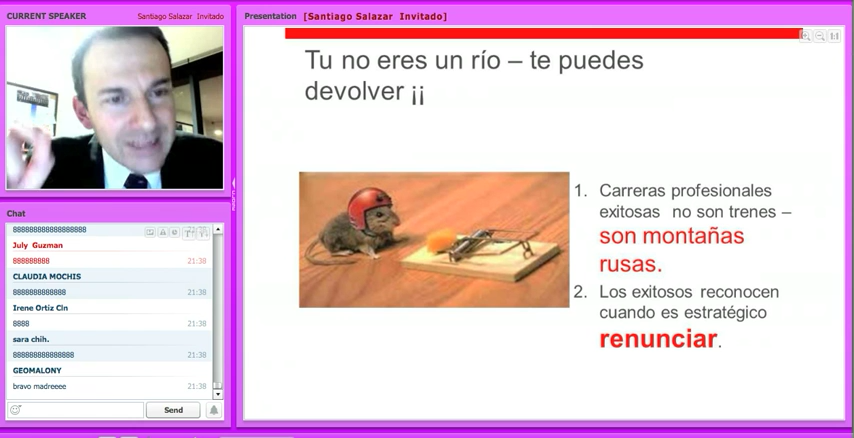 CURRENT SPEAKER
Santiago Salazar Invitado
Presentation [Santiago Salazar Invitado]
Tu no eres un río – te puedes
devolver ¡¡
1. Carreras profesionales
exitosas no son trenes –
son montañas
rusas.
2. Los exitosos reconocen
cuando es estratégico
renunciar.
Chat
July Guzman
888888888 21:38
CLAUDIA MOCHIS
21:38
Irene Ortiz Cln
8888 21:38
sara chih.
21:38
GEOMALONY
bravo madreeee 21:38
Send